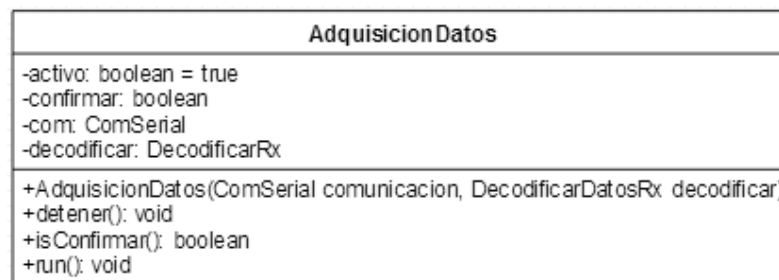 AdquisicionDatos
-activo: boolean = true
-confirmar: boolean
-com: ComSerial
-decodificar: DecodificarRx
+AdquisicionDatos(ComSerial comunicacion, DecodificarDatosRx decodificar)
+detener(): void
+isConfirmar(): boolean
+run(): void